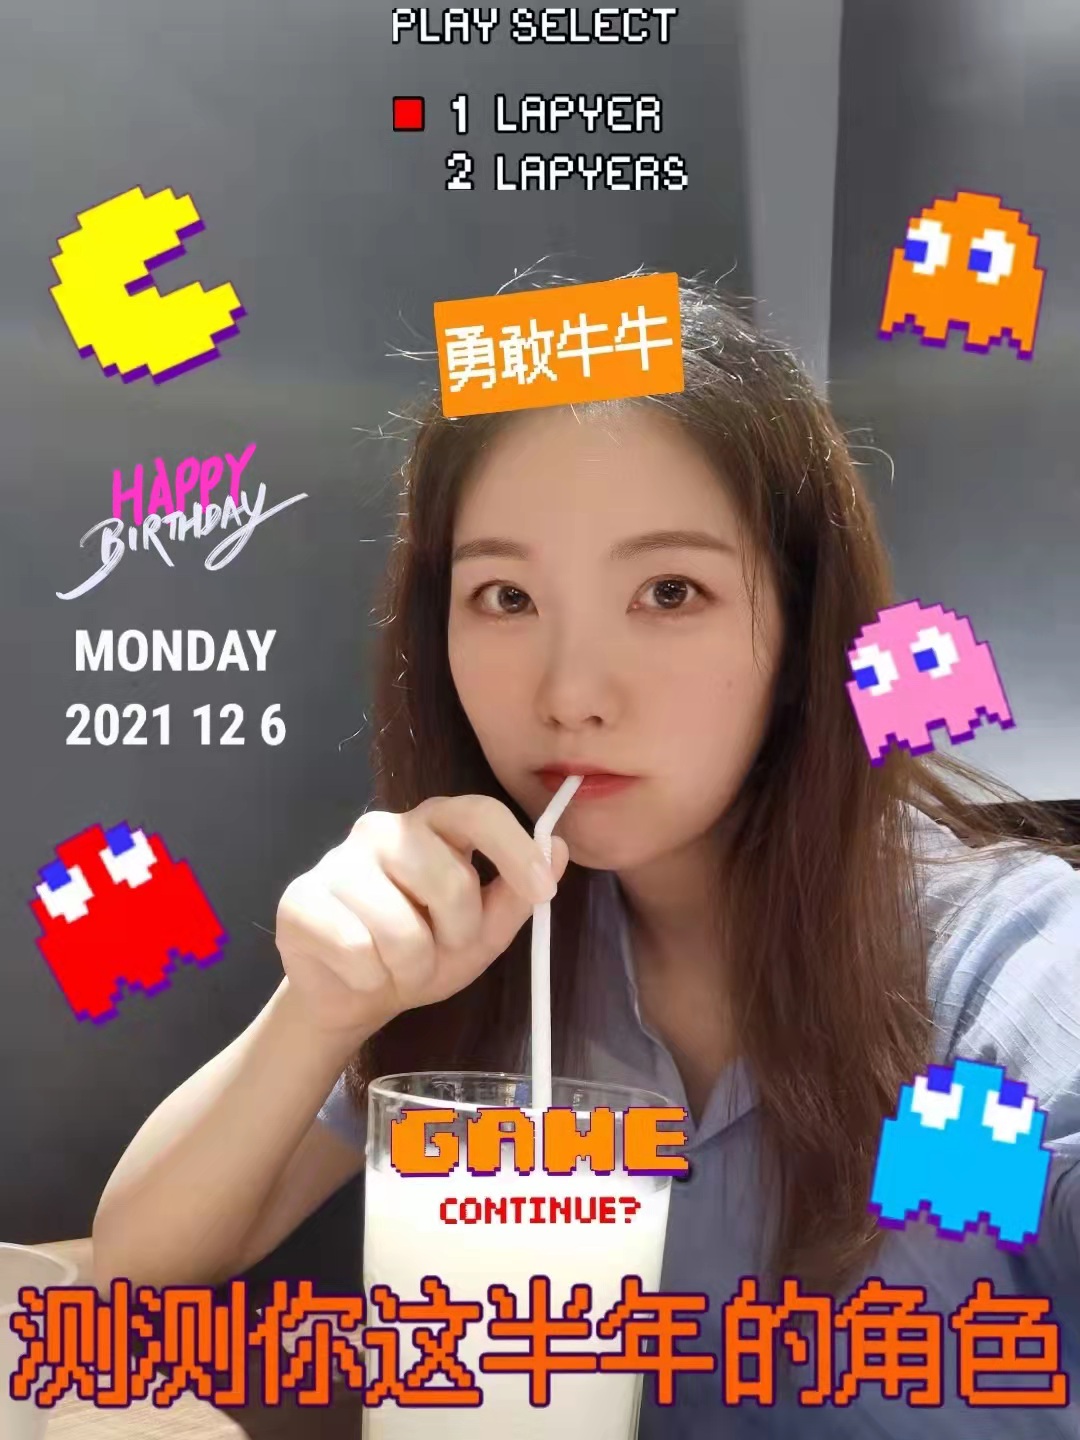 PLAY SELECT
1 LAPYER
2 LAPYERS
勇敢牛牛
HAPPY
BIRTHDAY
MONDAY
2021 12 6
GAME
CONTINUE?
测测你这半年的角色